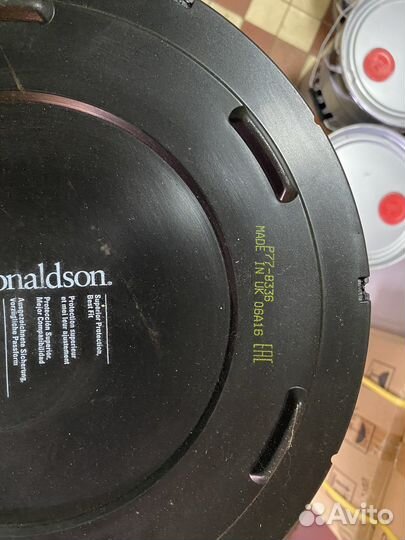 onaldson.
Superior Protection,
Best Fit
Protection supérieur
et meilleur ajustement
Protección Superior,
Mejor Compatibilidad
Ausgezeichnete Sicherung,
Vorzügliche Passform
P77-8336
MADE IN UK 06A16 EAC
Avito